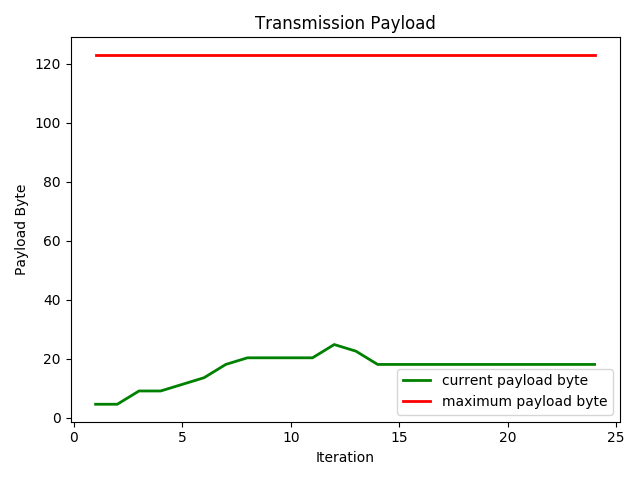 Transmission Payload
120
100
80
60
40
20
0
Payload Byte
0 5 10 15 20 25
Iteration
current payload byte
maximum payload byte